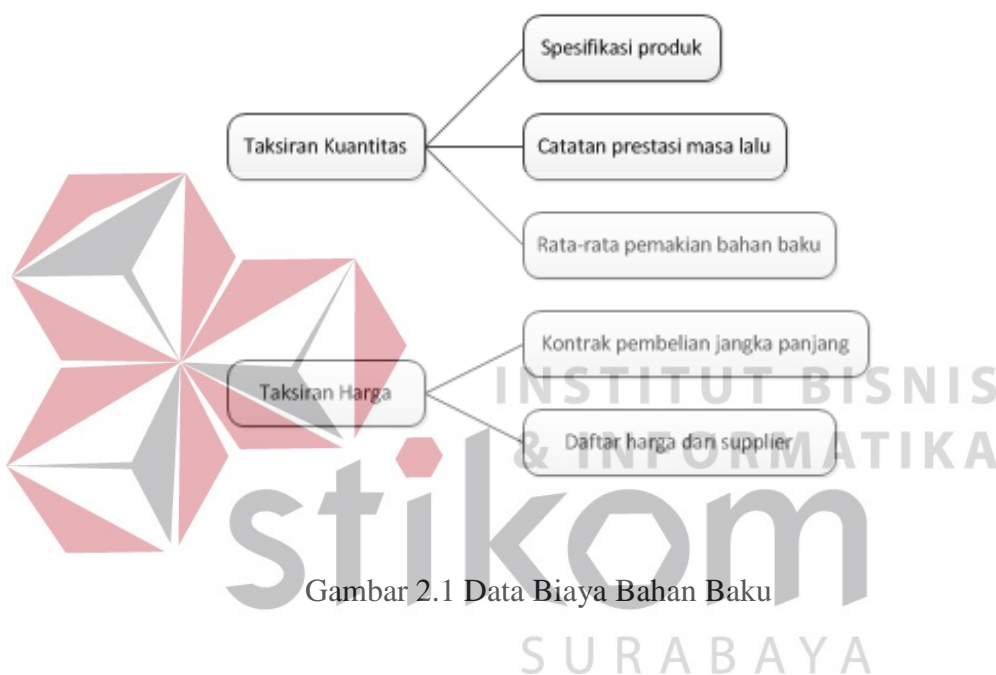 Spesifikasi produk
Taksiran Kuantitas
Catatan prestasi masa lalu
Rata-rata pemakian bahan baku
Kontrak pembelian jangka panjang
Taksiran Harga
Daftar harga dari supplier
INSTITUT BISNIS
& INFORMATIKA
stikom
SURABAYA
Gambar 2.1 Data Biaya Bahan Baku